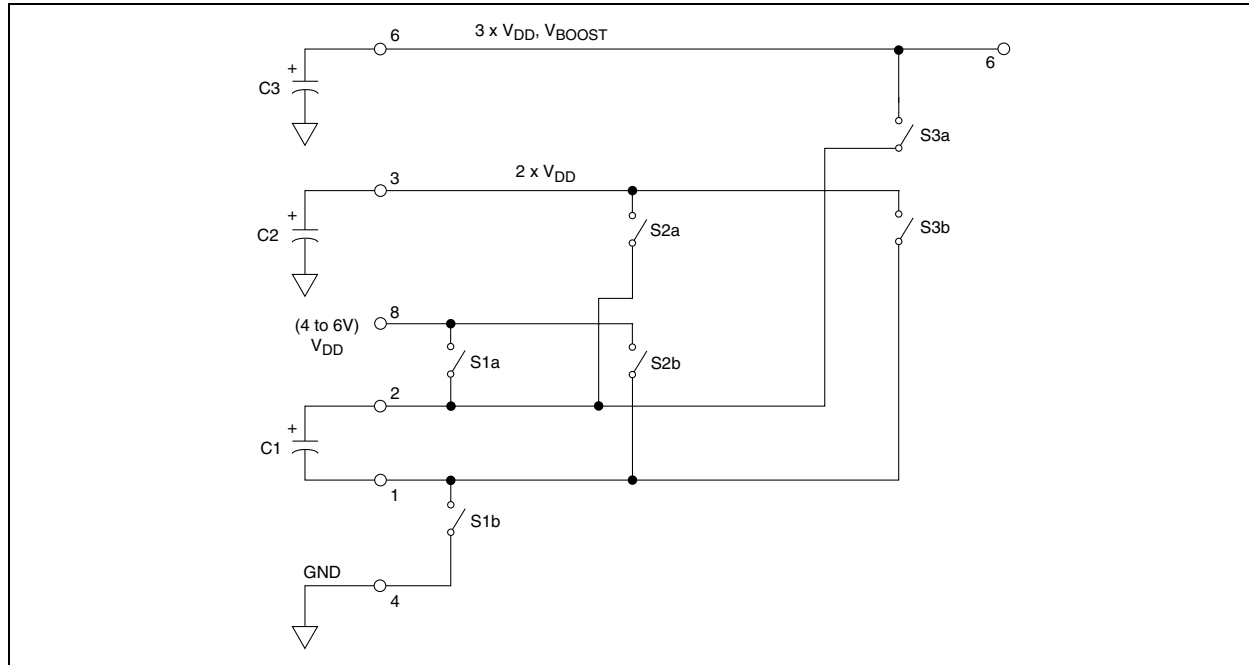 6
3 x VDD, VBOOST
6
+
C3
S3a
3
2 x VDD
+
C2
S2a
S3b
8
(4 to 6V)
VDD
S1a
S2b
2
+
C1
1
S1b
GND
4